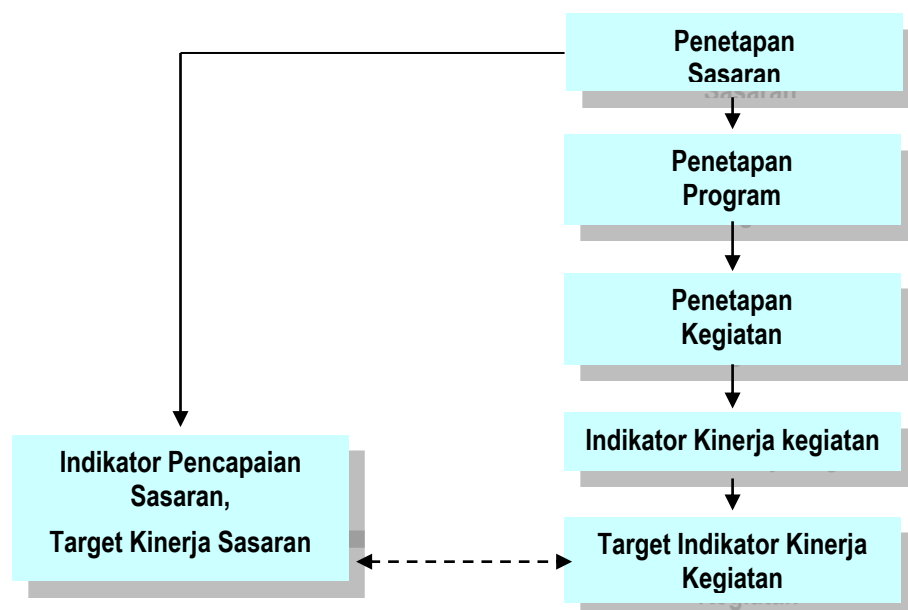 Penetapan
Sasaran
Penetapan
Program
Penetapan
Kegiatan
Indikator Kinerja kegiatan
Indikator Pencapaian
Sasaran,
Target Kinerja Sasaran
Target Indikator Kinerja
Kegiatan